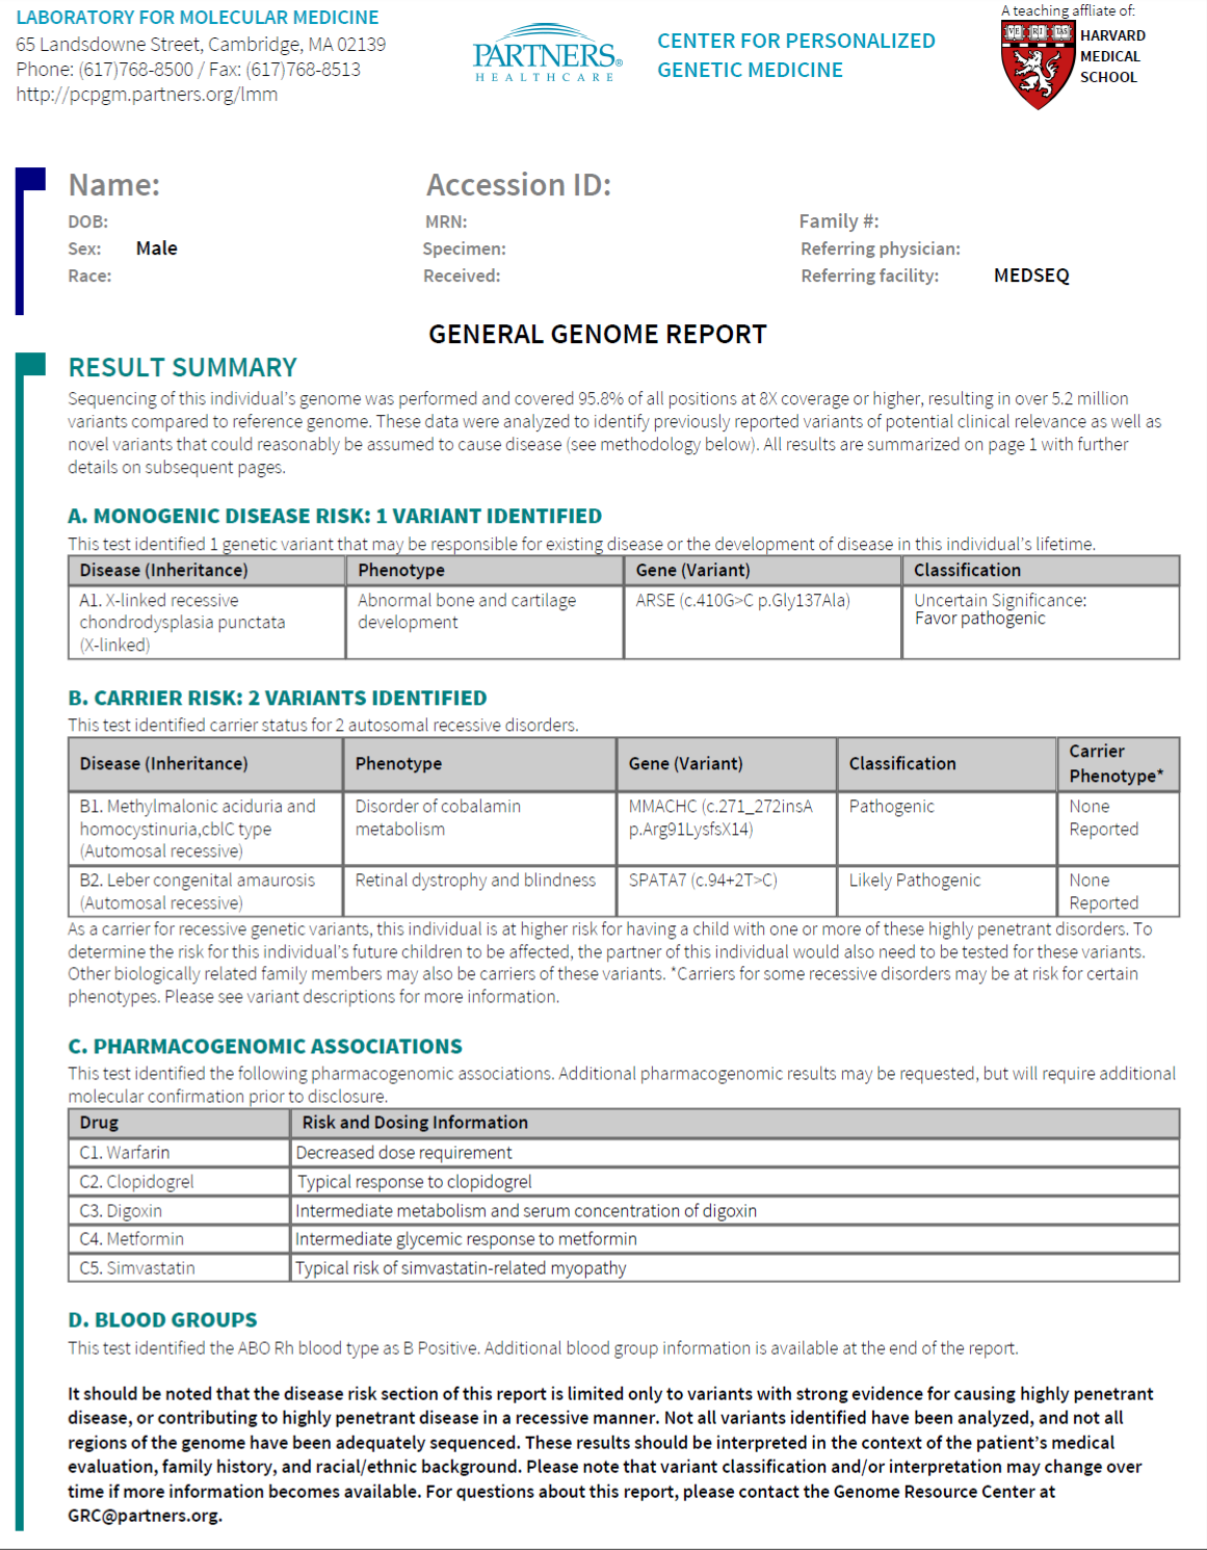 LABORATORY FOR MOLECULAR MEDICINE
65 Landsdowne Street, Cambridge, MA 02139
Phone: (617)768-8500 / Fax: (617)768-8513
http://pcpgm.partners.org/lmm
PARTNERS®
HEALTHCARE
CENTER FOR PERSONALIZED
GENETIC MEDICINE
A teaching affliate of:
VE RI TAS
HARVARD
MEDICAL
SCHOOL
Name: Accession ID:
DOB: MRN: Family #:
Sex: Male Specimen: Referring physician:
Race: Received: Referring facility: MEDSEQ
GENERAL GENOME REPORT
RESULT SUMMARY
Sequencing of this individual's genome was performed and covered 95.8% of all positions at 8X coverage or higher, resulting in over 5.2 million
variants compared to reference genome. These data were analyzed to identify previously reported variants of potential clinical relevance as well as
novel variants that could reasonably be assumed to cause disease (see methodology below). All results are summarized on page 1 with further
details on subsequent pages.
A. MONOGENIC DISEASE RISK: 1 VARIANT IDENTIFIED
This test identified 1 genetic variant that may be responsible for existing disease or the development of disease in this individual's lifetime.
Disease (Inheritance) Phenotype Gene (Variant) Classification
A1. X-linked recessive Abnormal bone and cartilage ARSE (c.410G>C p.Gly137Ala) Uncertain Significance:
chondrodysplasia punctata development Favor pathogenic
(X-linked)
B. CARRIER RISK: 2 VARIANTS IDENTIFIED
This test identified carrier status for 2 autosomal recessive disorders.
Disease (Inheritance) Phenotype Gene (Variant) Classification Carrier
Phenotype*
B1. Methylmalonic aciduria and Disorder of cobalamin MMACHC (c.271_272insA Pathogenic None
homocystinuria,cblC type metabolism p.Arg91LysfsX14) Reported
(Automosal recessive)
B2. Leber congenital amaurosis Retinal dystrophy and blindness SPATA7 (c.94+2T>C) Likely Pathogenic None
(Automosal recessive) Reported
As a carrier for recessive genetic variants, this individual is at higher risk for having a child with one or more of these highly penetrant disorders. To
determine the risk for this individual's future children to be affected, the partner of this individual would also need to be tested for these variants.
Other biologically related family members may also be carriers of these variants. *Carriers for some recessive disorders may be at risk for certain
phenotypes. Please see variant descriptions for more information.
C. PHARMACOGENOMIC ASSOCIATIONS
This test identified the following pharmacogenomic associations. Additional pharmacogenomic results may be requested, but will require additional
molecular confirmation prior to disclosure.
Drug Risk and Dosing Information
C1. Warfarin Decreased dose requirement
C2. Clopidogrel Typical response to clopidogrel
C3. Digoxin Intermediate metabolism and serum concentration of digoxin
C4. Metformin Intermediate glycemic response to metformin
C5. Simvastatin Typical risk of simvastatin-related myopathy
D. BLOOD GROUPS
This test identified the ABO Rh blood type as B Positive. Additional blood group information is available at the end of the report.
It should be noted that the disease risk section of this report is limited only to variants with strong evidence for causing highly penetrant
disease, or contributing to highly penetrant disease in a recessive manner. Not all variants identified have been analyzed, and not all
regions of the genome have been adequately sequenced. These results should be interpreted in the context of the patient's medical
evaluation, family history, and racial/ethnic background. Please note that variant classification and/or interpretation may change over
time if more information becomes available. For questions about this report, please contact the Genome Resource Center at
GRC@partners.org.